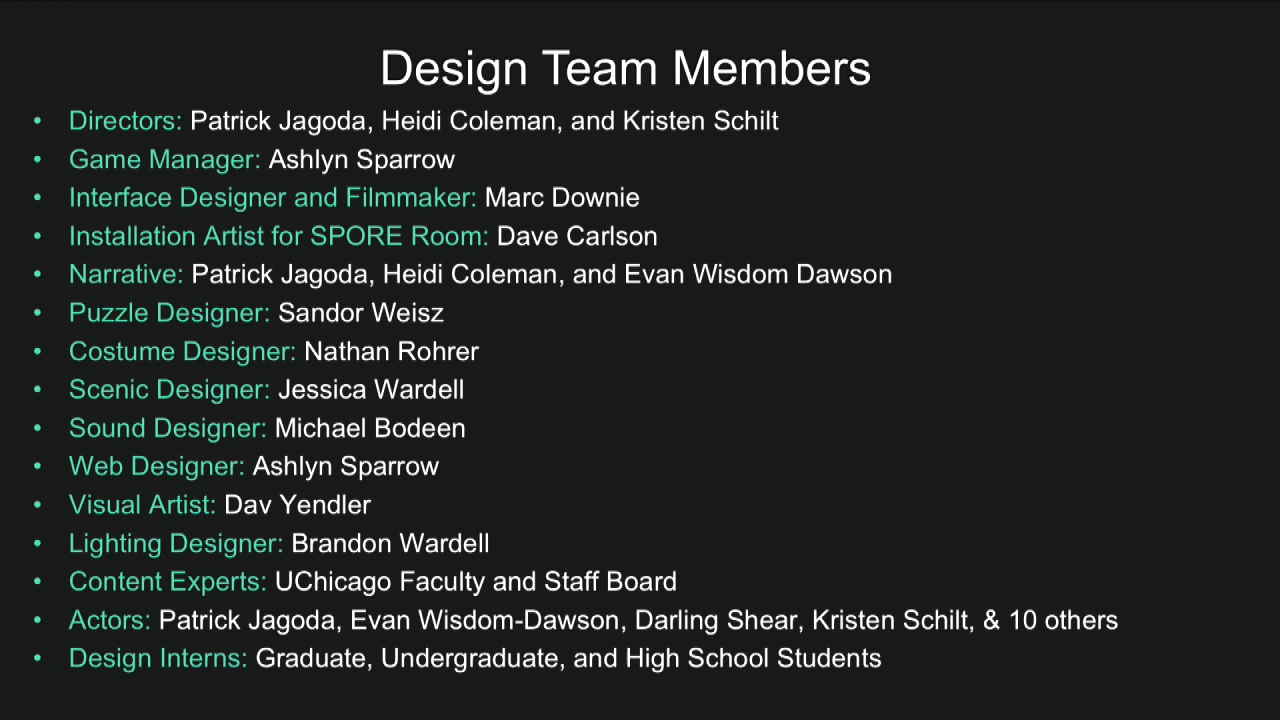 Design Team Members
• Directors: Patrick Jagoda, Heidi Coleman, and Kristen Schilt
• Game Manager: Ashlyn Sparrow
• Interface Designer and Filmmaker: Marc Downie
• Installation Artist for SPORE Room: Dave Carlson
• Narrative: Patrick Jagoda, Heidi Coleman, and Evan Wisdom Dawson
• Puzzle Designer: Sandor Weisz
• Costume Designer: Nathan Rohrer
• Scenic Designer: Jessica Wardell
• Sound Designer: Michael Bodeen
• Web Designer: Ashlyn Sparrow
• Visual Artist: Dav Yendler
• Lighting Designer: Brandon Wardell
• Content Experts: UChicago Faculty and Staff Board
• Actors: Patrick Jagoda, Evan Wisdom-Dawson, Darling Shear, Kristen Schilt, & 10 others
• Design Interns: Graduate, Undergraduate, and High School Students